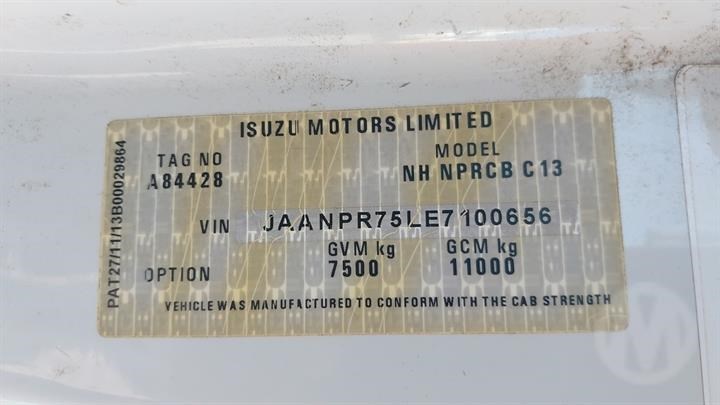 ISUZU MOTORS LIMITED
TAG NO
A84428
MODEL
NH NPRCB C13
VIN JAANPR75LE7100656
GVM kg GCM kg
OPTION 7500 11000
VEHICLE WAS MANUFACTURED TO CONFORM WITH THE CAB STRENGTH
PAT27/11/13B00029864
M